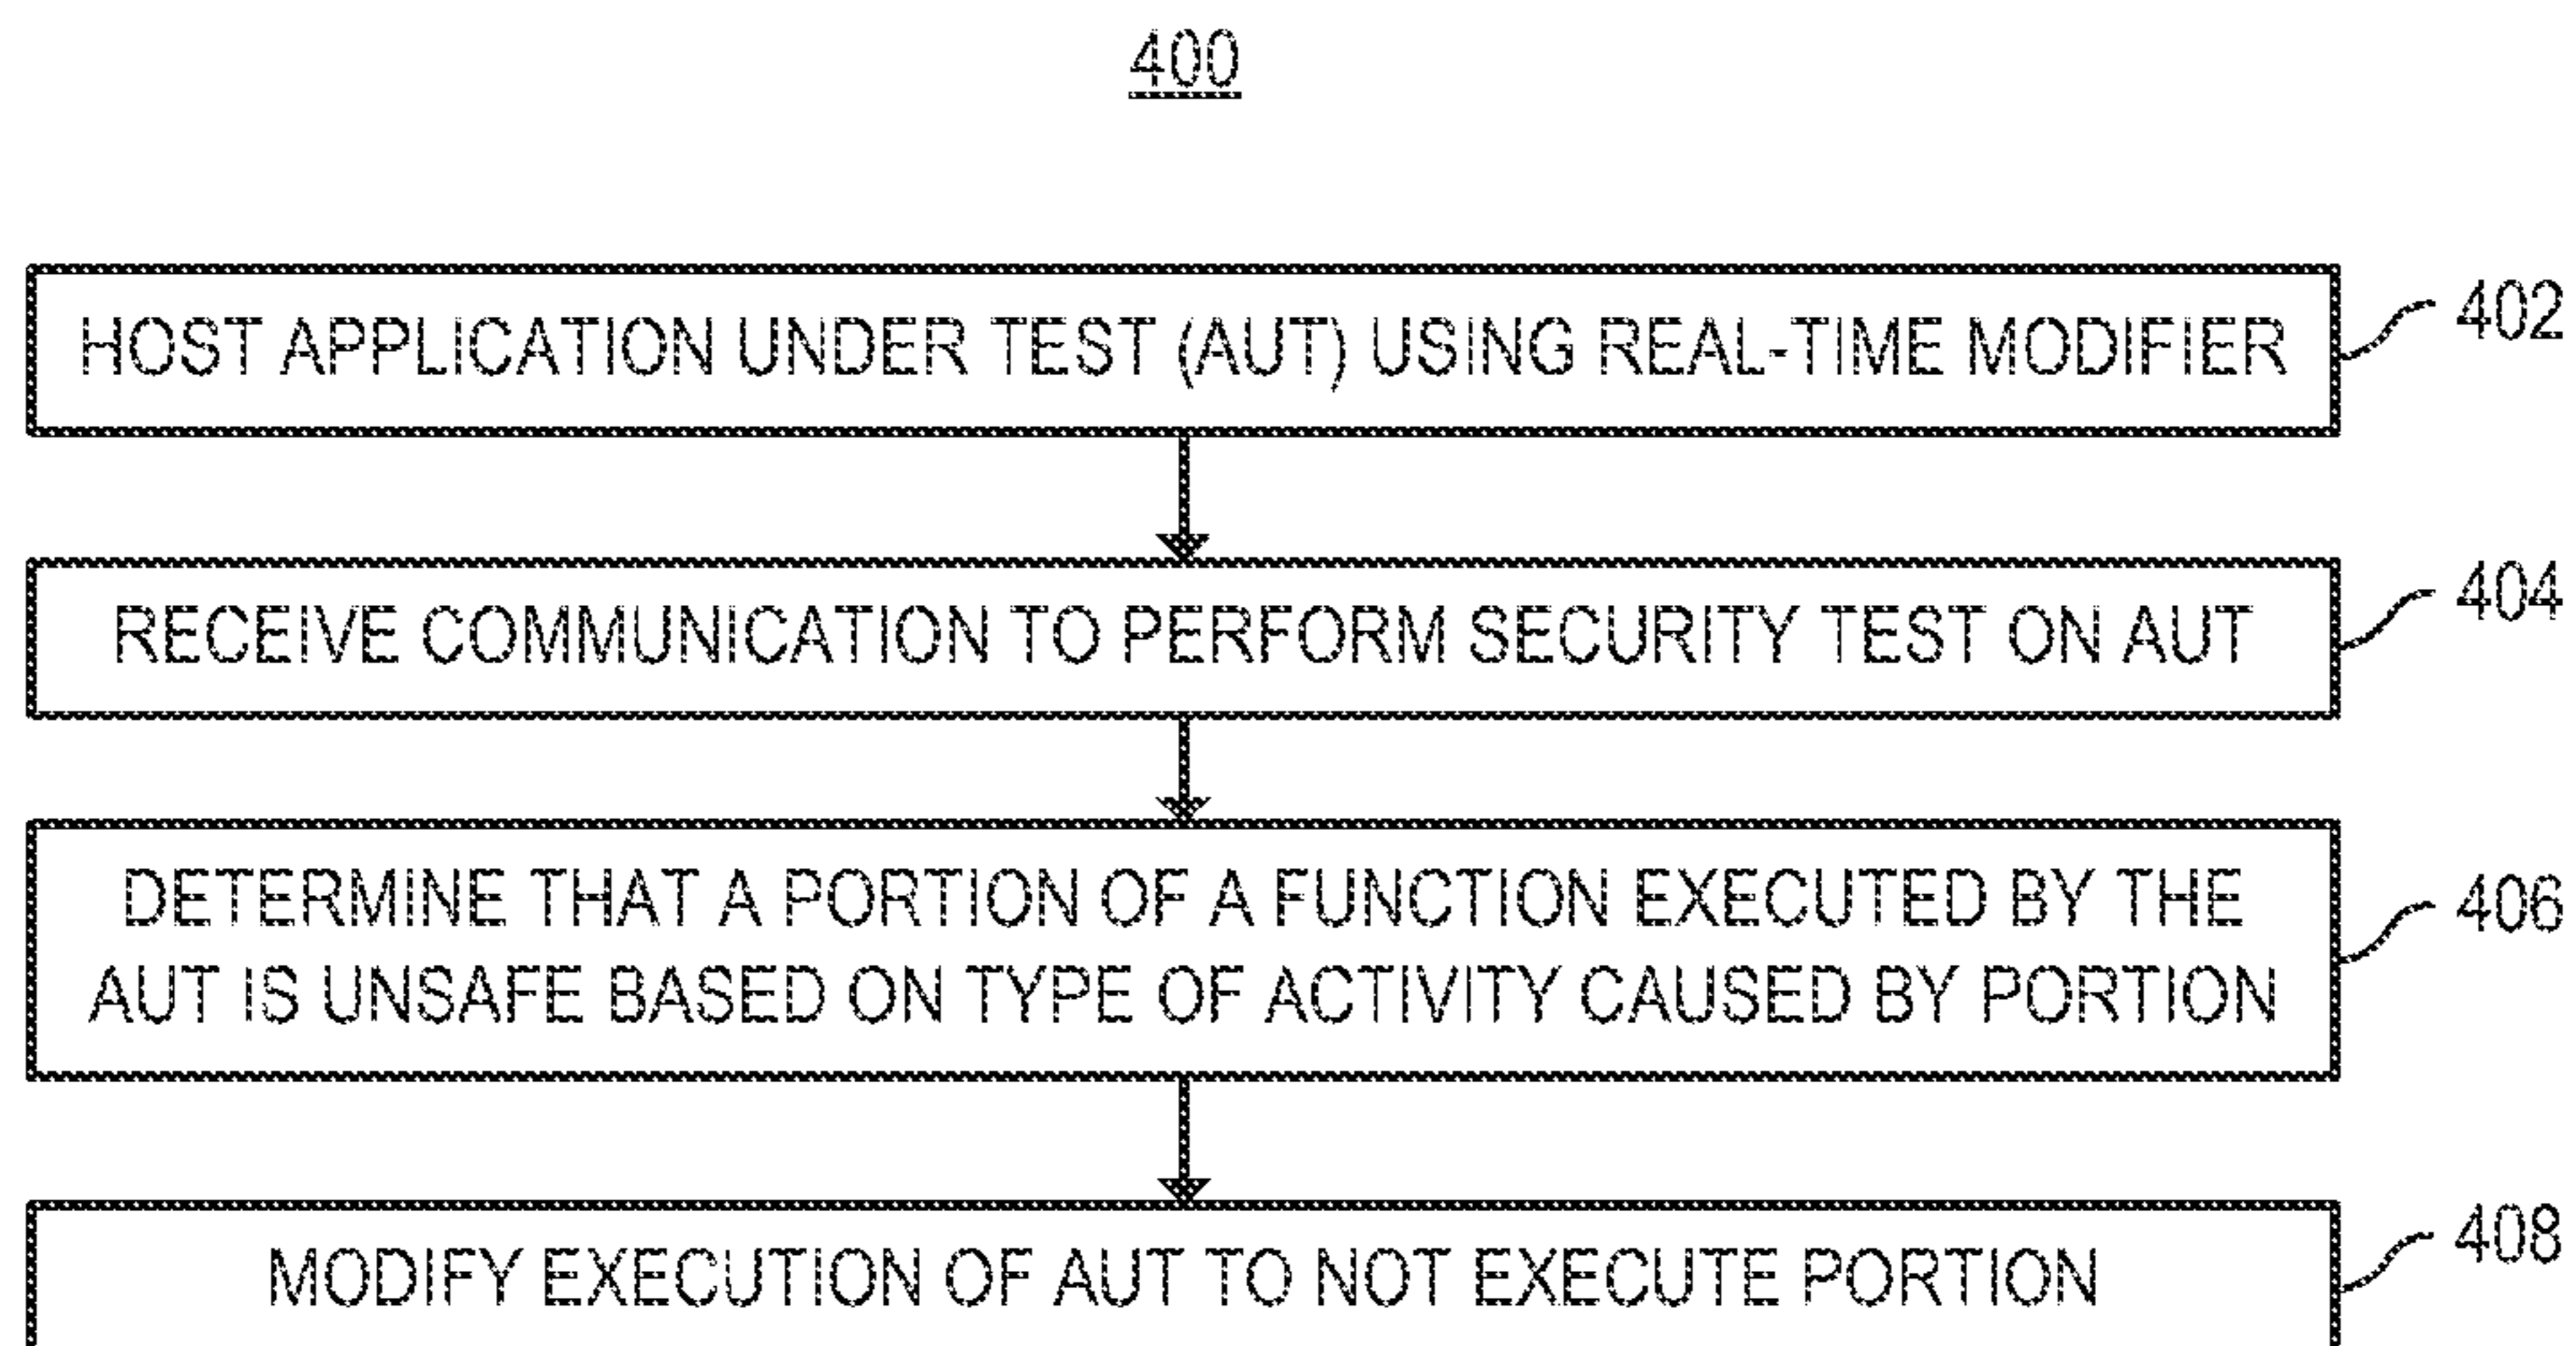 400
HOST APPLICATION UNDER TEST (AUT) USING REAL-TIME MODIFIER
402
RECEIVE COMMUNICATION TO PERFORM SECURITY TEST ON AUT
404
DETERMINE THAT A PORTION OF A FUNCTION EXECUTED BY THE
AUT IS UNSAFE BASED ON TYPE OF ACTIVITY CAUSED BY PORTION
406
MODIFY EXECUTION OF AUT TO NOT EXECUTE PORTION
408